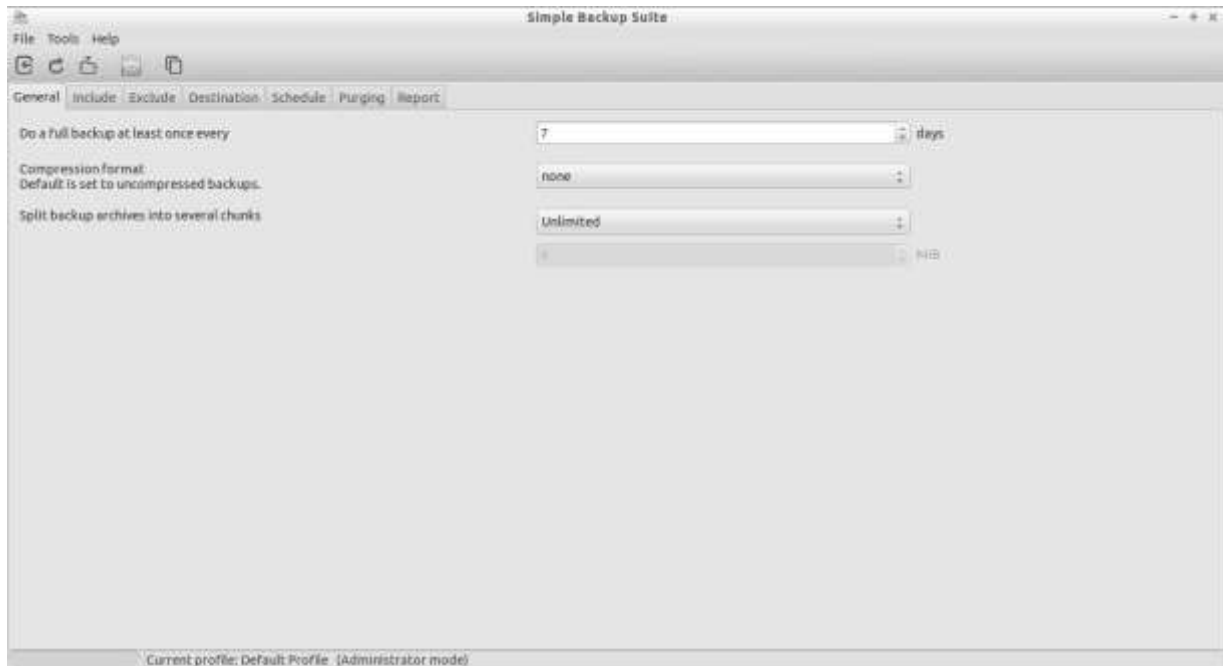 Simple Backup Suite
File Tools Help
General Include Exclude Destination Schedule Purging Report
Do a full backup at least once every
7
days
Compression format
Default is set to uncompressed backups.
none
Split backup archives into several chunks
Unlimited
MiB
Current profile: Default Profile (Administrator mode)